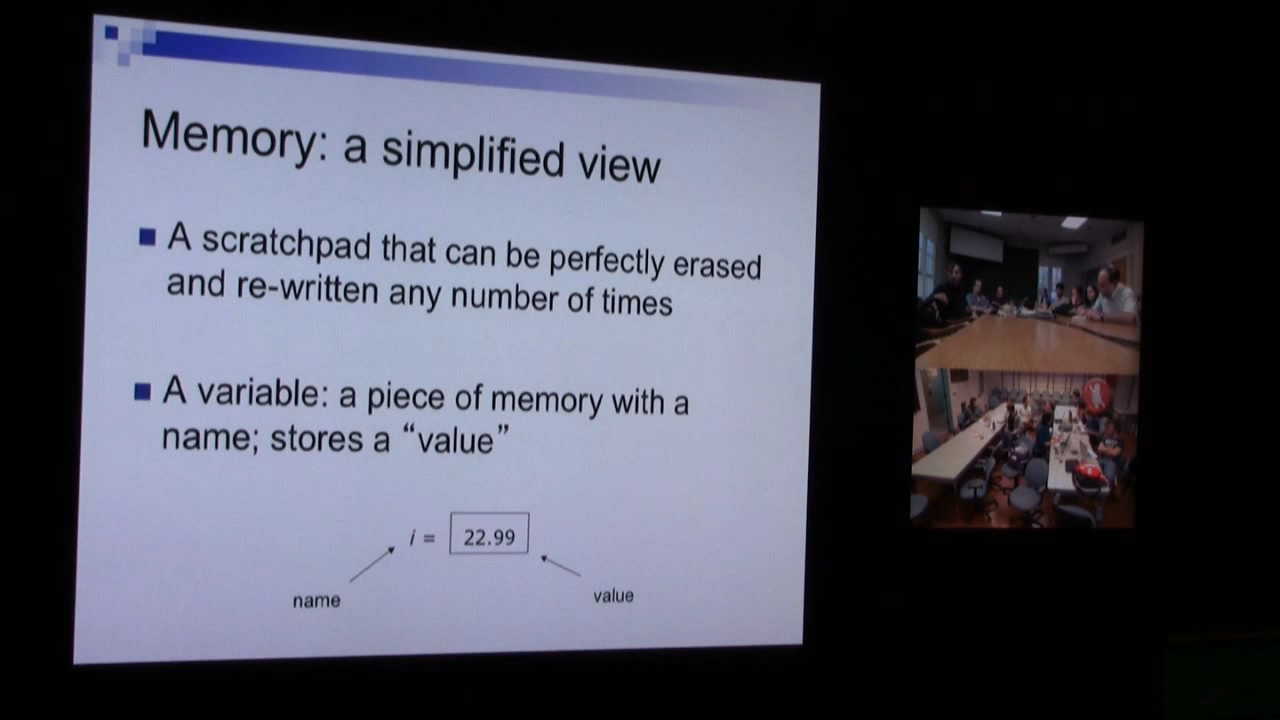 Memory: a simplified view
A scratchpad that can be perfectly erased
and re-written any number of times
A variable: a piece of memory with a
name; stores a “value”
i = 22.99
name
value